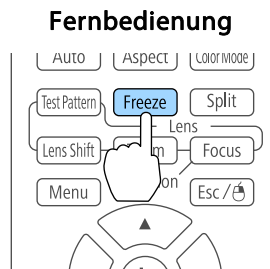 Fernbedienung
Auto Aspect Color Mode
Test Pattern Freeze Split
Lens
Lens Shift Focus
Menu Esc /